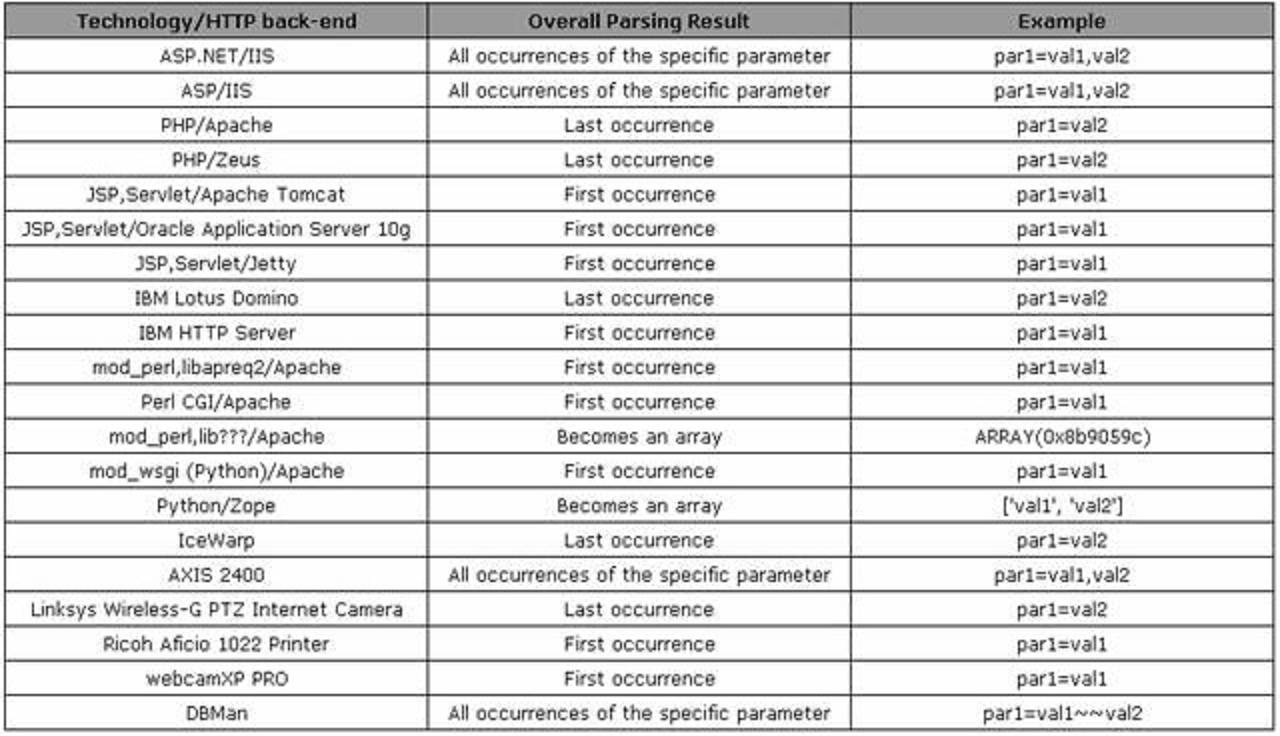 Technology/HTTP back-end Overall Parsing Result Example
ASP.NET/IIS All occurrences of the specific parameter par1=val1,val2
ASP/IIS All occurrences of the specific parameter par1=val1,val2
PHP/Apache Last occurrence par1=val2
PHP/Zeus Last occurrence par1=val2
JSP,Servlet/Apache Tomcat First occurrence par1=val1
JSP,Servlet/Oracle Application Server 10g First occurrence par1=val1
JSP,Servlet/Jetty First occurrence par1=val1
IBM Lotus Domino Last occurrence par1=val2
IBM HTTP Server First occurrence par1=val1
mod_perl,libapreq2/Apache First occurrence par1=val1
Perl CGI/Apache First occurrence par1=val1
mod_perl,lib???/Apache Becomes an array ARRAY(0x8b9059c)
mod_wsgi (Python)/Apache First occurrence par1=val1
Python/Zope Becomes an array ['val1', 'val2']
IceWarp Last occurrence par1=val2
AXIS 2400 All occurrences of the specific parameter par1=val1,val2
Linksys Wireless-G PTZ Internet Camera Last occurrence par1=val2
Ricoh Aficio 1022 Printer First occurrence par1=val1
webcamXP PRO First occurrence par1=val1
DBMan All occurrences of the specific parameter par1=val1~~val2